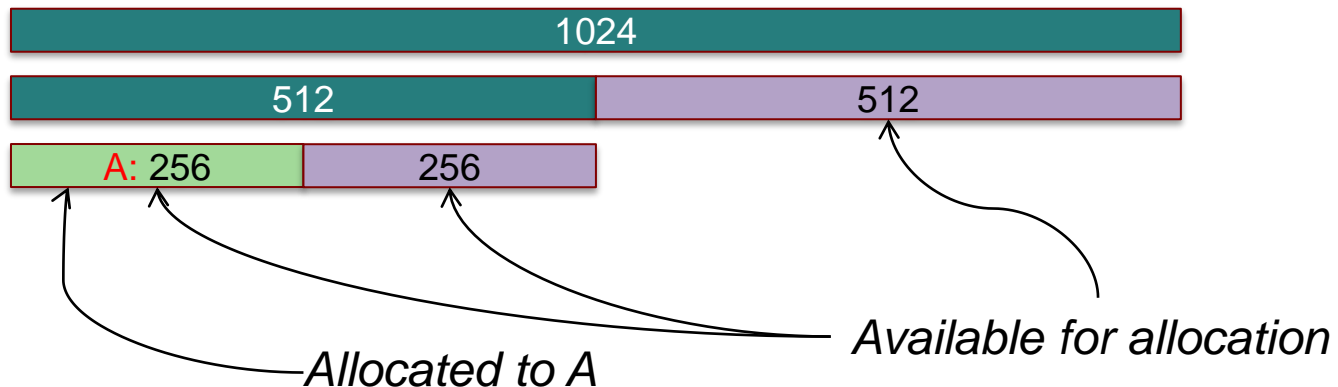 1024
512 512
A: 256 256
Available for allocation
Allocated to A